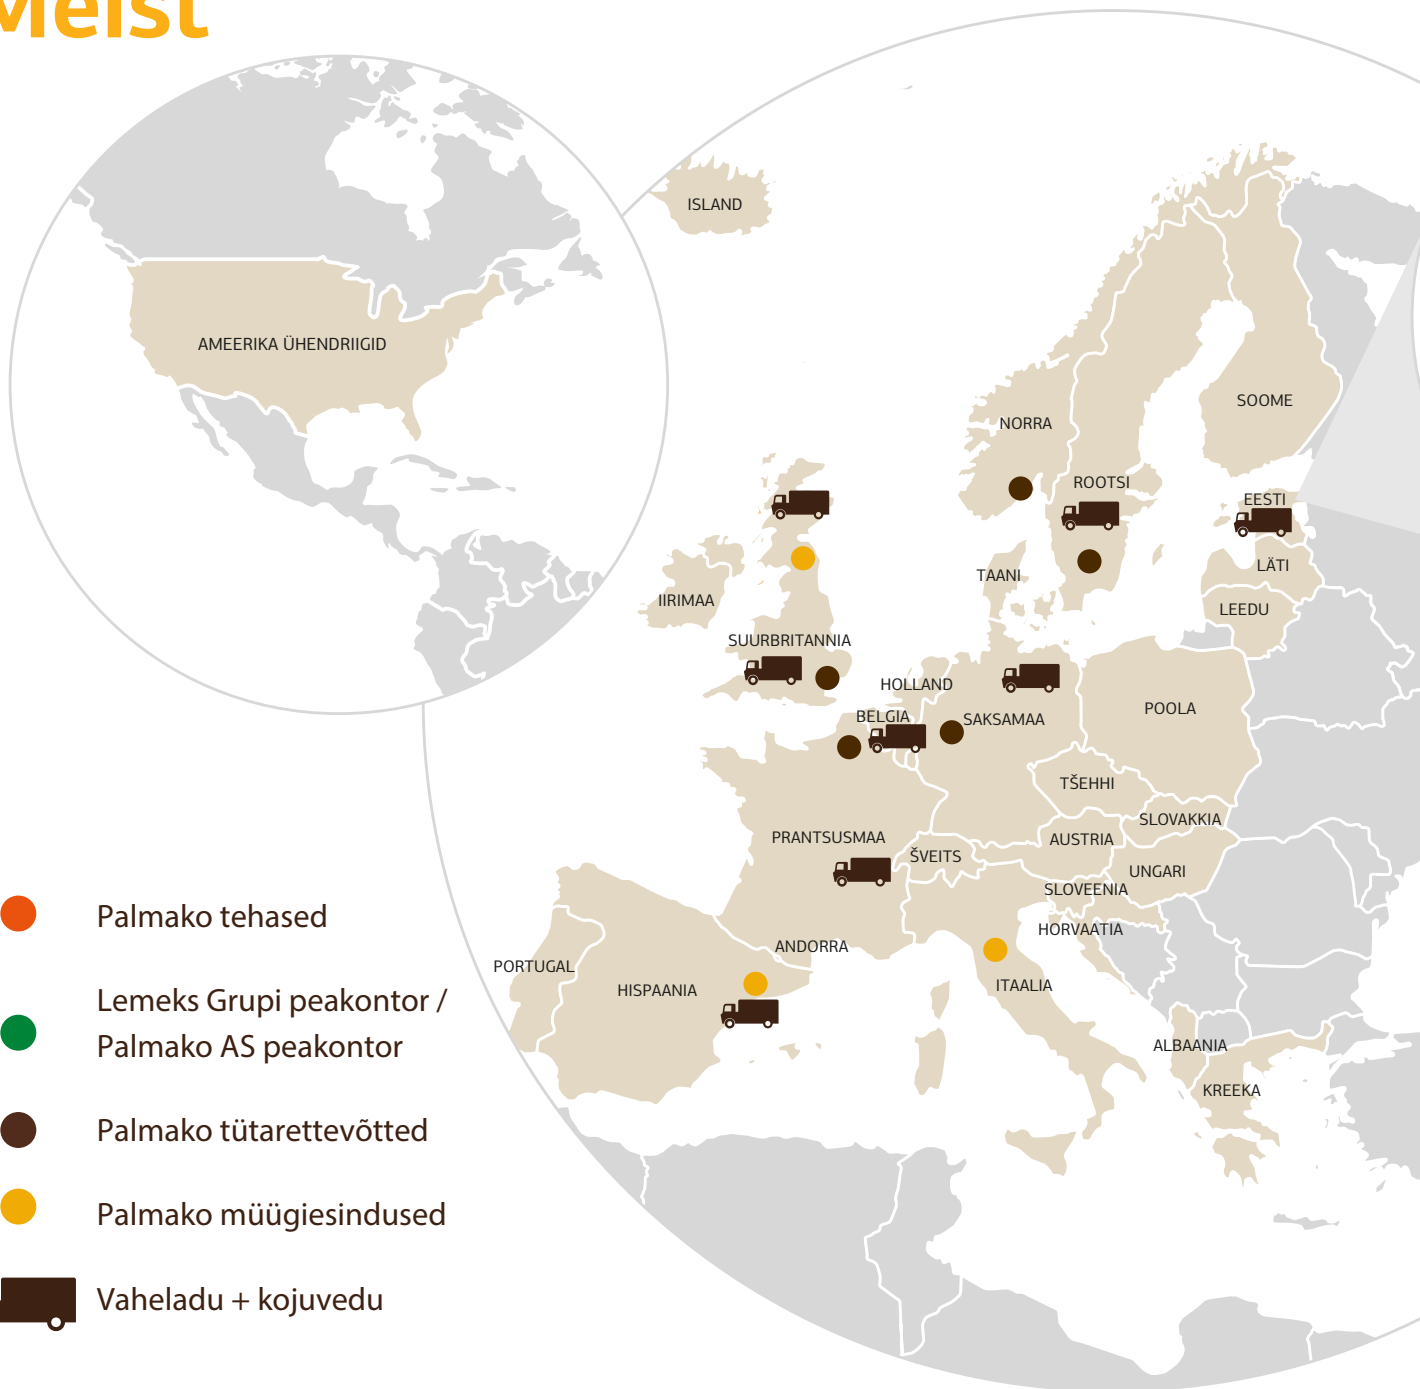 Meist
ISLAND
AMEERIKA ÜHENDRIIGID
SOOME
NORRA
ROOTSI
EESTI
LÄTI
TAANI
IIRIMAA
LEEDU
SUURBRITANNIA
HOLLAND
BELGIA
SAKSAMAA
POOLA
TŠEHHI
SLOVAKKIA
PRANTSUSMAA
AUSTRIA
ŠVEITS
UNGARI
SLOVEENIA
HORVAATIA
ANDORRA
PORTUGAL
HISPAANIA
ITAALIA
ALBAANIA
KREEKA
Palmako tehased
Lemeks Grupi peakontor /
Palmako AS peakontor
Palmako tütarettevõtted
Palmako müügiesindused
Vaheladu + kojuvedu